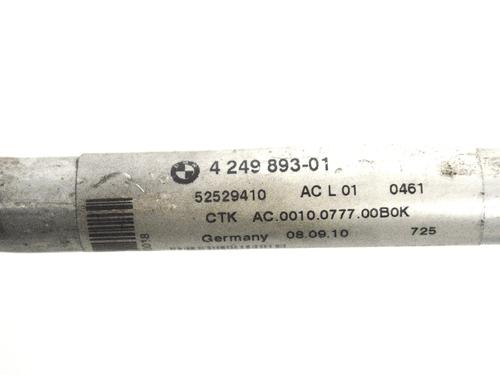 4 249 893-01
52529410 AC L 01 0461
CTK AC.0010.0777.00B0K
Germany 08.09.10 725